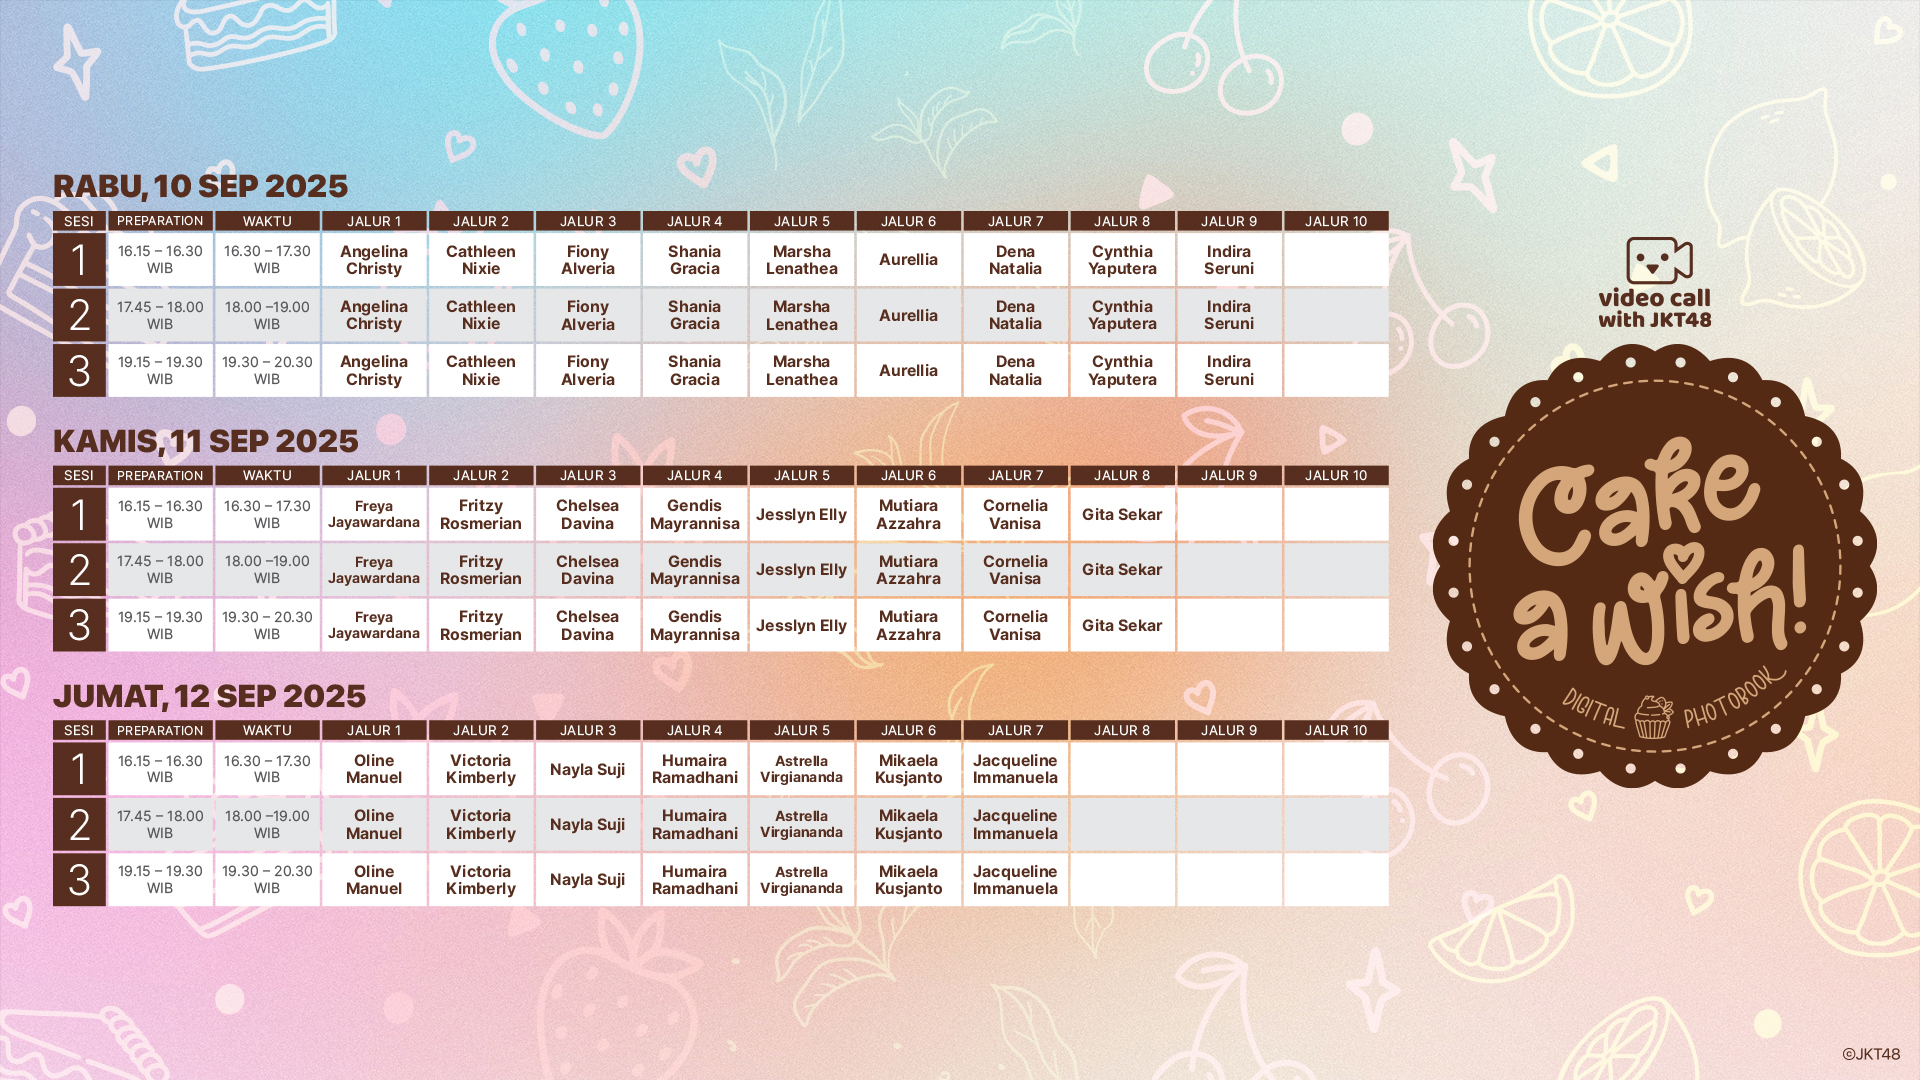 RABU, 10 SEP 2025
SESI PREPARATION WAKTU JALUR 1 JALUR 2 JALUR 3 JALUR 4 JALUR 5 JALUR 6 JALUR 7 JALUR 8 JALUR 9 JALUR 10
1 16.15 – 16.30 WIB 16.30 – 17.30 WIB Angelina Christy Cathleen Nixie Fiony Alveria Shania Gracia Marsha Lenathea Aurellia Dena Natalia Cynthia Yaputera Indira Seruni
2 17.45 – 18.00 WIB 18.00 –19.00 WIB Angelina Christy Cathleen Nixie Fiony Alveria Shania Gracia Marsha Lenathea Aurellia Dena Natalia Cynthia Yaputera Indira Seruni
3 19.15 – 19.30 WIB 19.30 – 20.30 WIB Angelina Christy Cathleen Nixie Fiony Alveria Shania Gracia Marsha Lenathea Aurellia Dena Natalia Cynthia Yaputera Indira Seruni
KAMIS, 11 SEP 2025
SESI PREPARATION WAKTU JALUR 1 JALUR 2 JALUR 3 JALUR 4 JALUR 5 JALUR 6 JALUR 7 JALUR 8 JALUR 9 JALUR 10
1 16.15 – 16.30 WIB 16.30 – 17.30 WIB Freya Jayawardana Fritzy Rosmerian Chelsea Davina Gendis Mayrannisa Jesslyn Elly Mutiara Azzahra Cornelia Vanisa Gita Sekar
2 17.45 – 18.00 WIB 18.00 –19.00 WIB Freya Jayawardana Fritzy Rosmerian Chelsea Davina Gendis Mayrannisa Jesslyn Elly Mutiara Azzahra Cornelia Vanisa Gita Sekar
3 19.15 – 19.30 WIB 19.30 – 20.30 WIB Freya Jayawardana Fritzy Rosmerian Chelsea Davina Gendis Mayrannisa Jesslyn Elly Mutiara Azzahra Cornelia Vanisa Gita Sekar
JUMAT, 12 SEP 2025
SESI PREPARATION WAKTU JALUR 1 JALUR 2 JALUR 3 JALUR 4 JALUR 5 JALUR 6 JALUR 7 JALUR 8 JALUR 9 JALUR 10
1 16.15 – 16.30 WIB 16.30 – 17.30 WIB Oline Manuel Victoria Kimberly Nayla Suji Humaira Ramadhani Astrella Virgiananda Mikaela Kusjanto Jacqueline Immanuela
2 17.45 – 18.00 WIB 18.00 –19.00 WIB Oline Manuel Victoria Kimberly Nayla Suji Humaira Ramadhani Astrella Virgiananda Mikaela Kusjanto Jacqueline Immanuela
3 19.15 – 19.30 WIB 19.30 – 20.30 WIB Oline Manuel Victoria Kimberly Nayla Suji Humaira Ramadhani Astrella Virgiananda Mikaela Kusjanto Jacqueline Immanuela
video call
with JKT48
Cake
a wish!
DIGITAL PHOTOBOOK
©JKT48